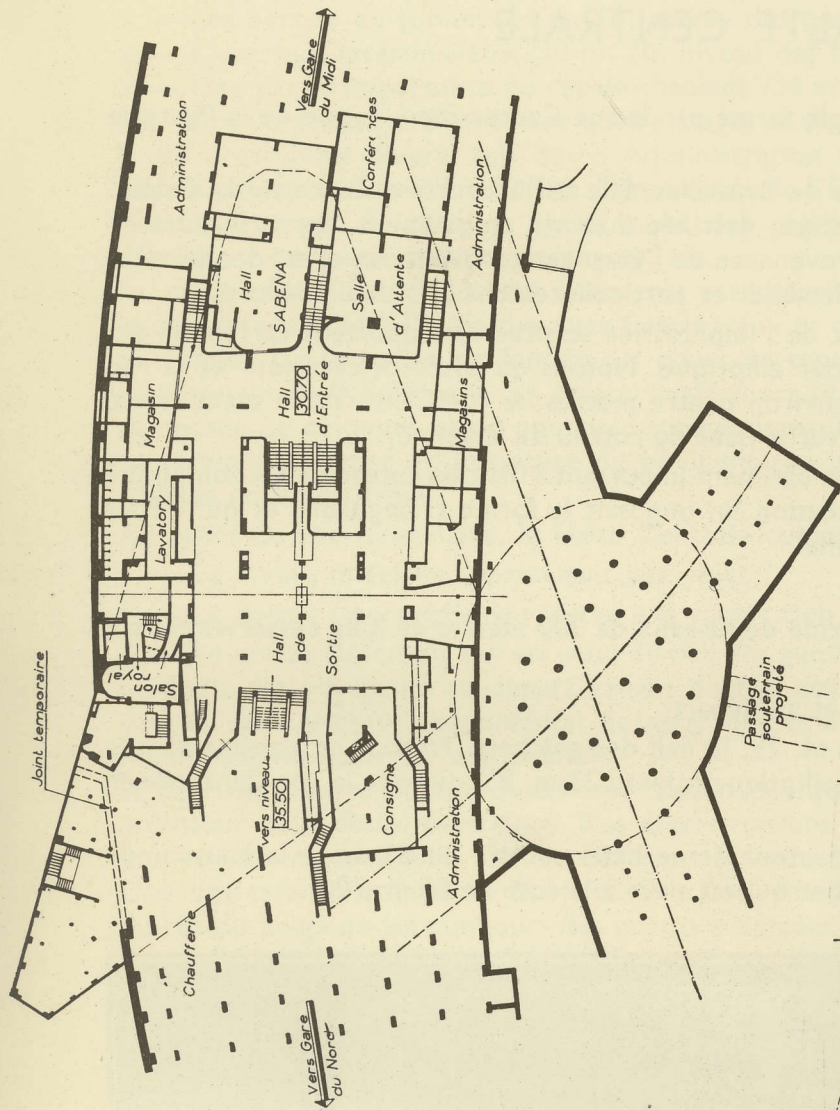 Joint temporaire
Administration
Vers Gare
du Midi
Salon
royal
Lavatory
Magasin
Hall
SABENA
Conférences
Salle
d'Attente
Hall
30.70
d'Entrée
Hall
de
Sortie
vers niveau
35.50
Consigne
Chaufferie
Vers Gare
du Nord
Administration
Magasins
Administration
Passage
souterrain
projeté